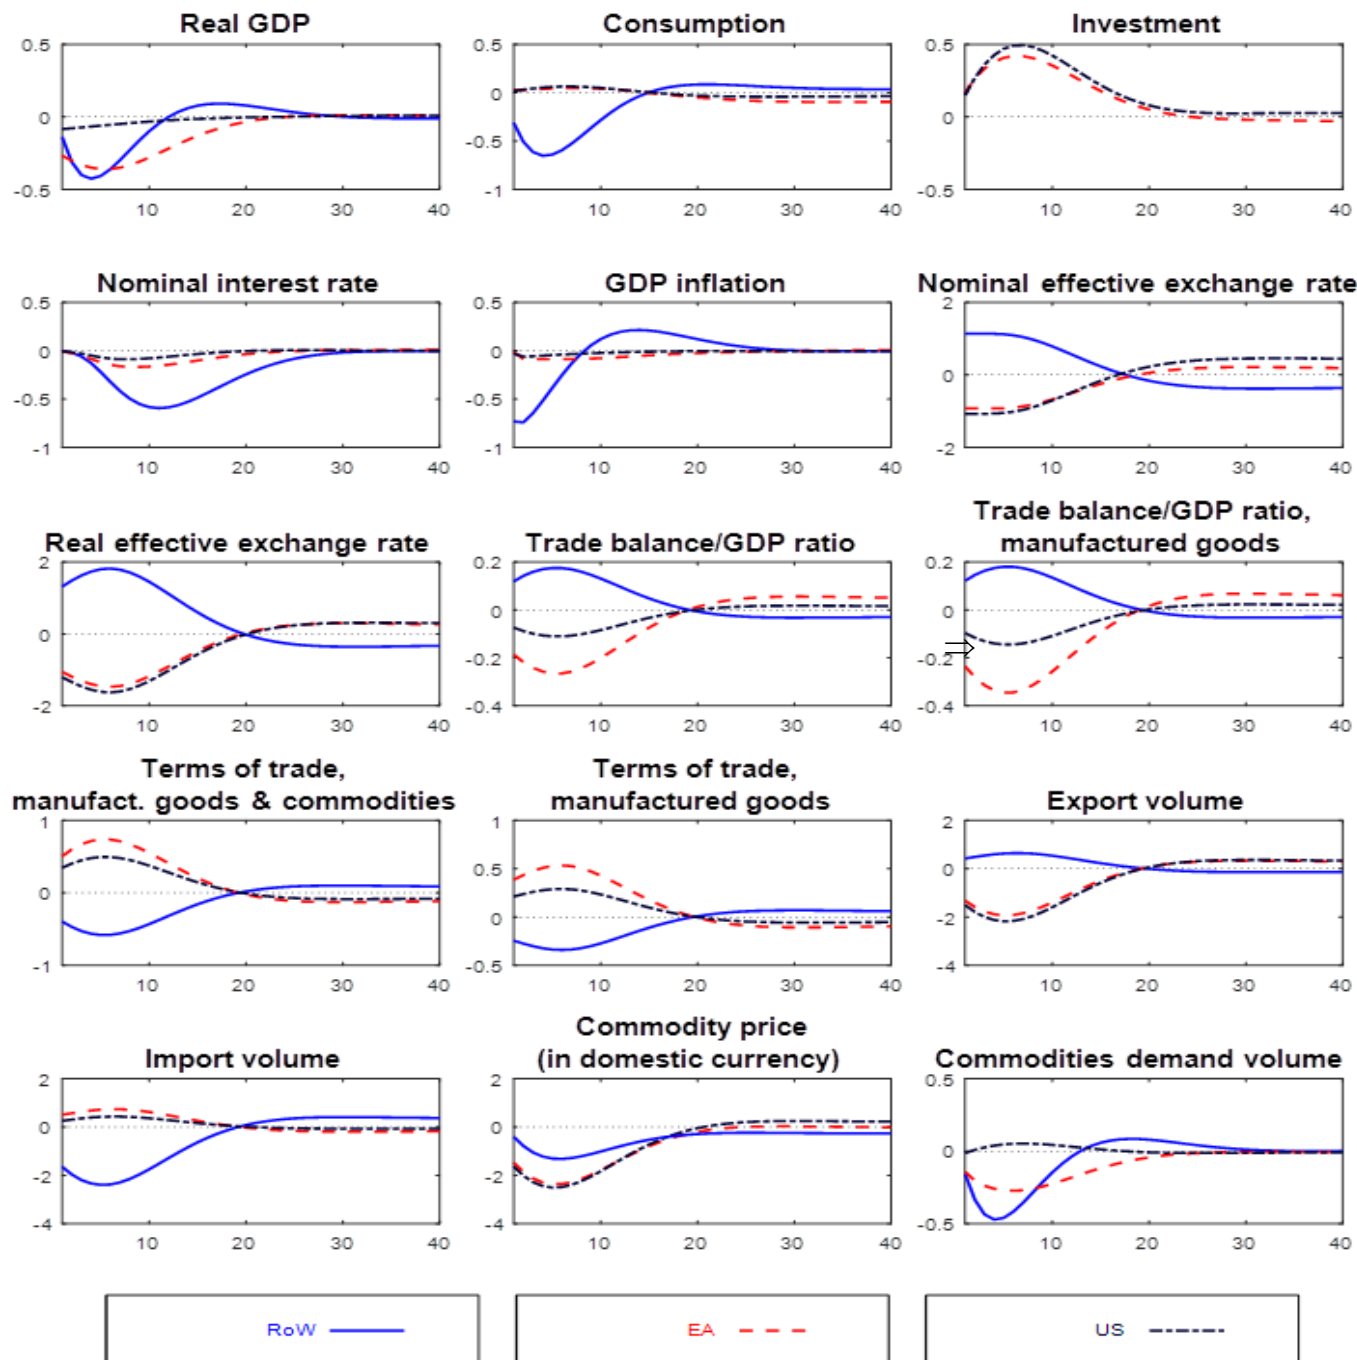 Real GDP
Consumption
Investment
0.5
0
-0.5
10 20 30 40
0.5
0
-0.5
-1
10 20 30 40
0.5
0
-0.5
10 20 30 40
Nominal interest rate
GDP inflation
Nominal effective exchange rate
0.5
0
-0.5
-1
10 20 30 40
0.5
0
-0.5
-1
10 20 30 40
2
0
-2
10 20 30 40
Real effective exchange rate
Trade balance/GDP ratio
Trade balance/GDP ratio,
manufactured goods
2
0
-2
10 20 30 40
0.2
0
-0.2
-0.4
10 20 30 40
0.2
0
⇒
-0.2
-0.4
10 20 30 40
Terms of trade,
manufact. goods & commodities
Terms of trade,
manufactured goods
Export volume
1
0
-1
10 20 30 40
1
0.5
0
-0.5
10 20 30 40
2
0
-2
-4
10 20 30 40
Import volume
Commodity price
(in domestic currency)
Commodities demand volume
2
0
-2
-4
10 20 30 40
2
0
-2
-4
10 20 30 40
0.5
0
-0.5
10 20 30 40
RoW
EA
US